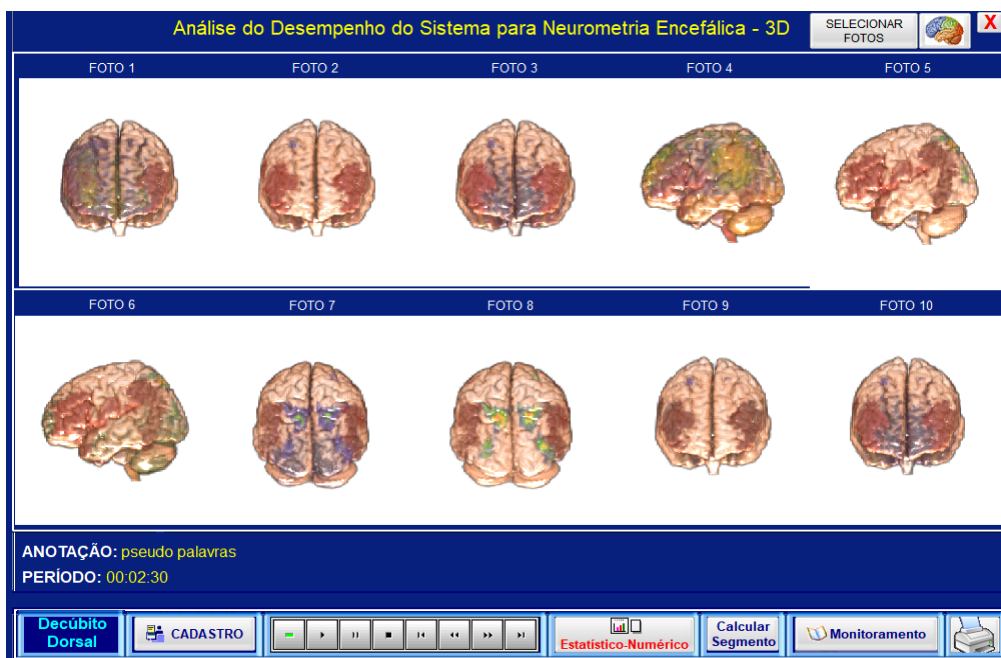 Análise do Desempenho do Sistema para Neurometria Encefálica - 3D
SELECIONAR
FOTOS
X
FOTO 1
FOTO 2
FOTO 3
FOTO 4
FOTO 5
FOTO 6
FOTO 7
FOTO 8
FOTO 9
FOTO 10
ANOTAÇÃO: pseudo palavras
PERÍODO: 00:02:30
Decúbito
Dorsal
CADASTRO
Estatístico-Numérico
Calcular
Segmento
Monitoramento